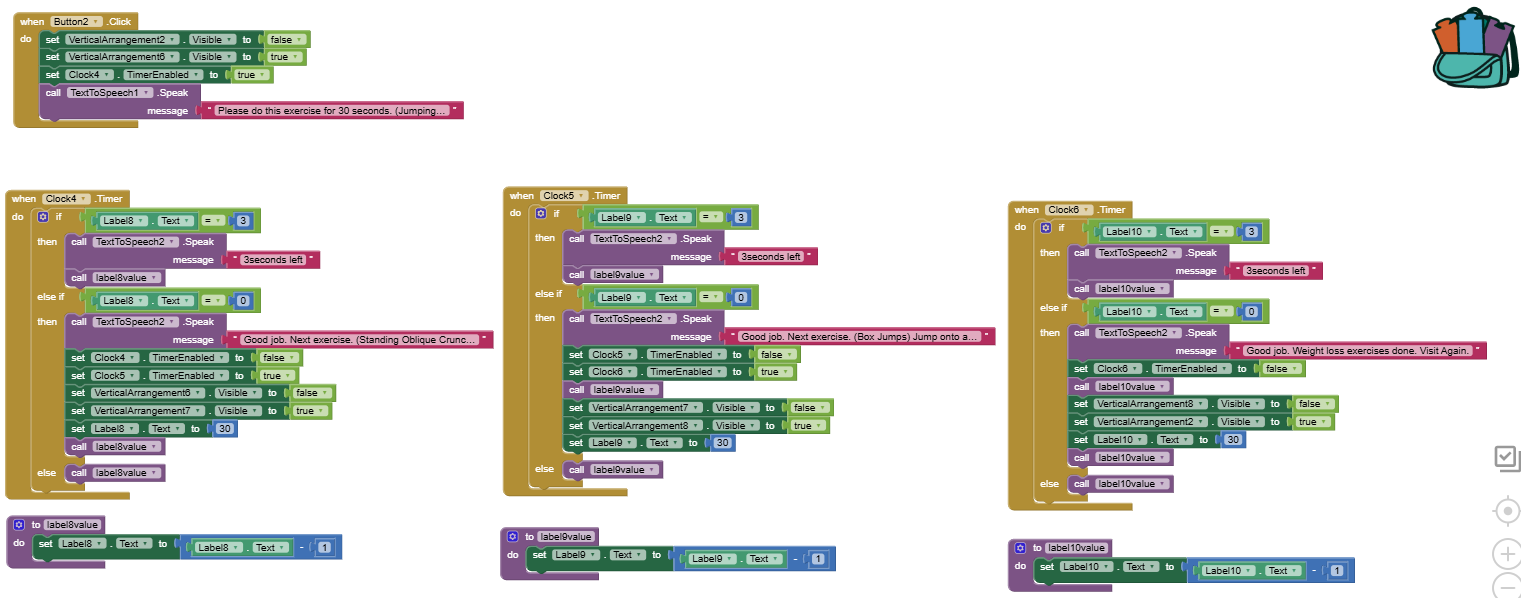 when Button2 .Click
do set VerticalArrangement2 . Visible to false
set VerticalArrangement6 . Visible to true
set Clock4 . TimerEnabled to true
call TextToSpeech1 .Speak
message " Please do this exercise for 30 seconds. (Jumping... "
when Clock4 .Timer
do if Label8 . Text = 3
then call TextToSpeech2 .Speak
message " 3seconds left "
call label8value
else if Label8 . Text = 0
then call TextToSpeech2 .Speak
message " Good job. Next exercise. (Standing Oblique Crunc... "
set Clock4 . TimerEnabled to false
set Clock5 . TimerEnabled to true
set VerticalArrangement6 . Visible to false
set VerticalArrangement7 . Visible to true
set Label8 . Text to 30
call label8value
else call label8value
to label8value
do set Label8 . Text to Label8 . Text - 1
when Clock5 .Timer
do if Label9 . Text = 3
then call TextToSpeech2 .Speak
message " 3seconds left "
call label9value
else if Label9 . Text = 0
then call TextToSpeech2 .Speak
message " Good job. Next exercise. (Box Jumps) Jump onto a... "
set Clock5 . TimerEnabled to false
set Clock6 . TimerEnabled to true
call label9value
set VerticalArrangement7 . Visible to false
set VerticalArrangement8 . Visible to true
set Label9 . Text to 30
else call label9value
to label9value
do set Label9 . Text to Label9 . Text - 1
when Clock6 .Timer
do if Label10 . Text = 3
then call TextToSpeech2 .Speak
message " 3seconds left "
call label10value
else if Label10 . Text = 0
then call TextToSpeech2 .Speak
message " Good job. Weight loss exercises done. Visit Again. "
set Clock6 . TimerEnabled to false
call label10value
set VerticalArrangement8 . Visible to false
set VerticalArrangement2 . Visible to true
set Label10 . Text to 30
call label10value
else call label10value
to label10value
do set Label10 . Text to Label10 . Text - 1